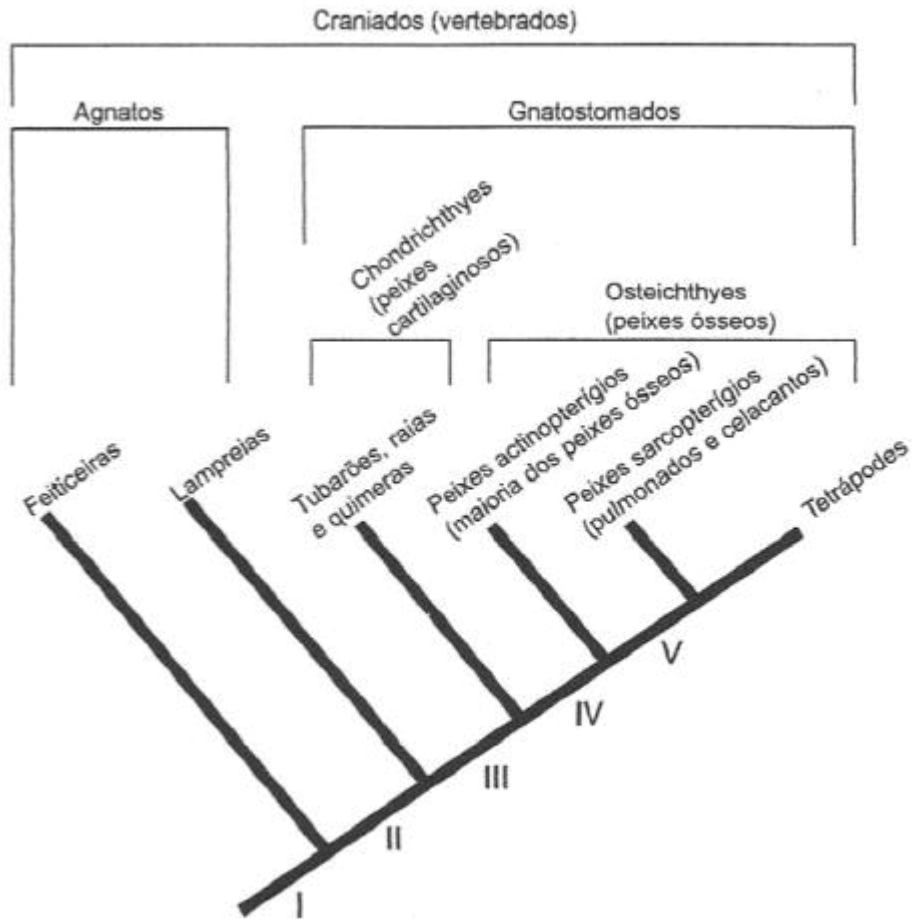 Craniados (vertebrados)
Agnatos
Gnatostomados
Chondrichthyes
(peixes
cartilaginosos)
Osteichthyes
(peixes ósseos)
Feiticeiras
Lampreias
Tubarões, raias
e quimeras
Peixes actinopterígios
(maioria dos peixes ósseos)
Peixes sarcopterígios
(pulmonados e celacantos)
Tetrápodes
I
II
III
IV
V